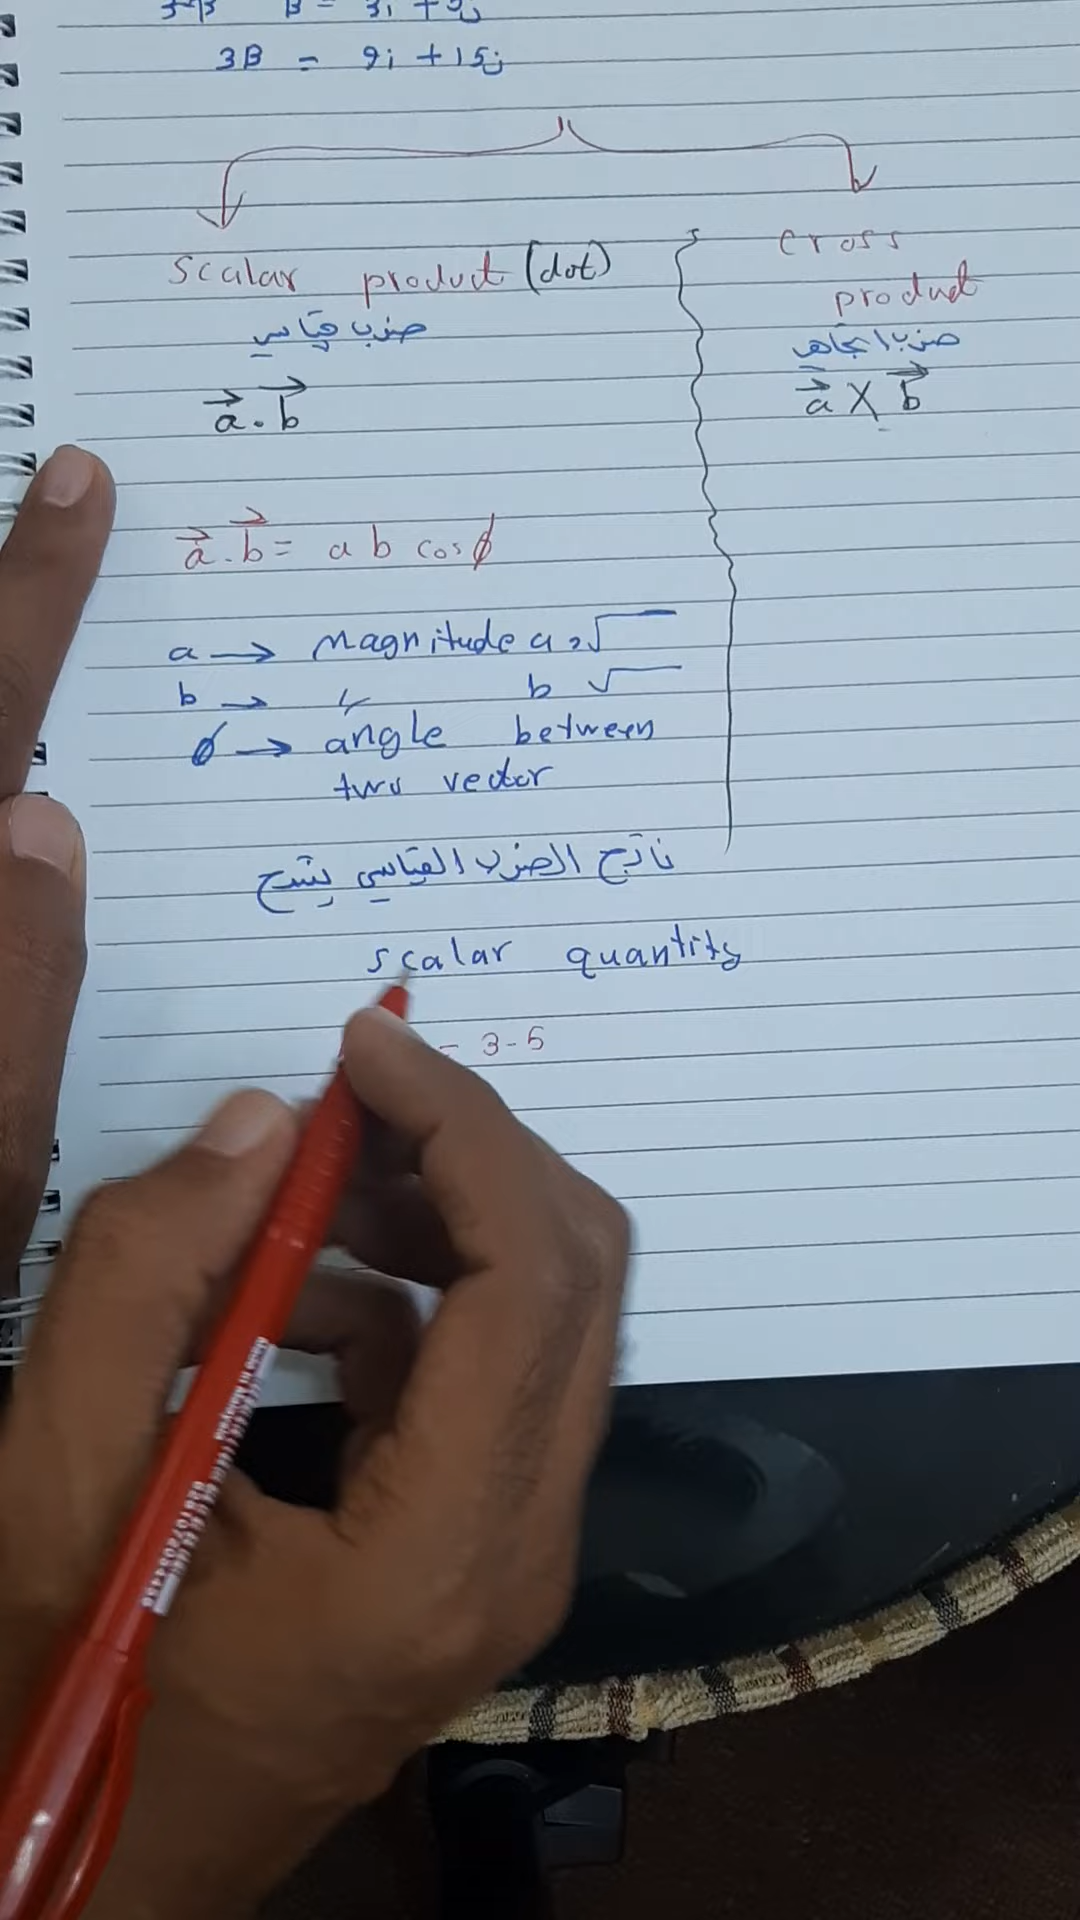 3B = 9i + 15j
scalar product (dot)
ضرب قياسي
a . b
a . b = a b cos ϕ
a → Magnitude a = √
b → 〃 b √
ϕ → angle between
two vector
ناتج الضرب القياسي ينتج
scalar quantity
= 3 - 5
cross
product
ضرب اتجاهي
a X b